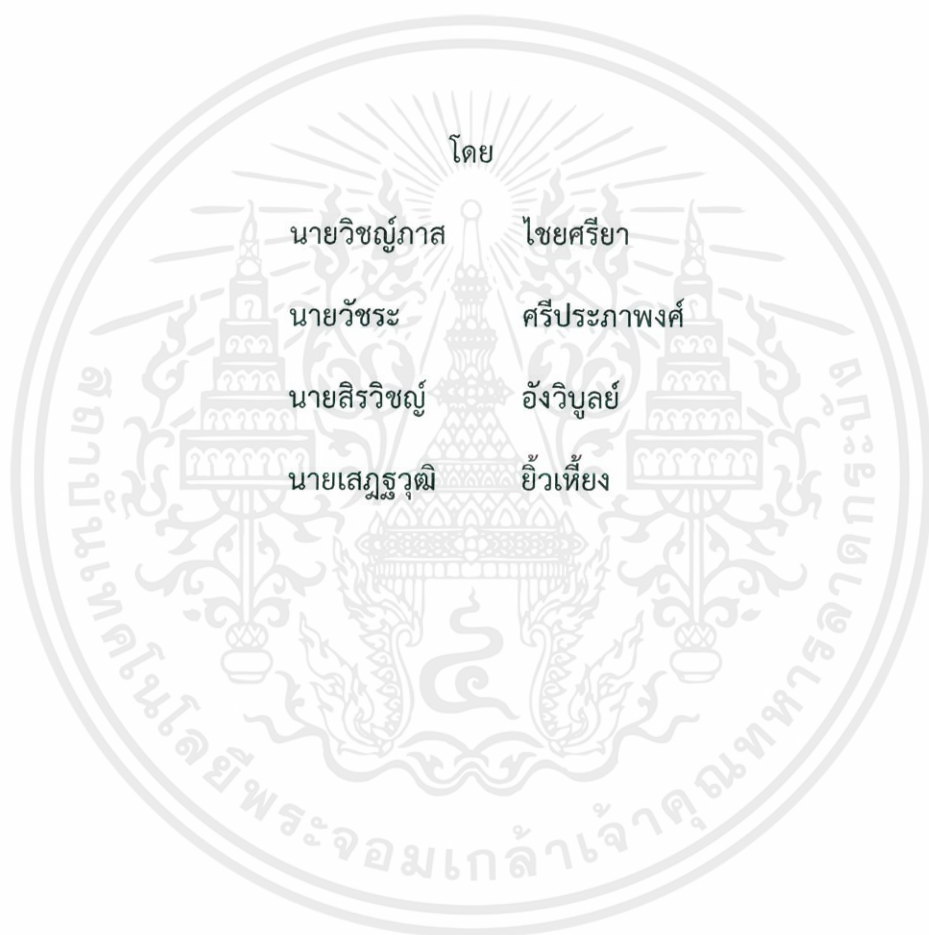 โดย
นายวิชญ์ภาส ไชยศรียา
นายวัชระ ศรีประภาพงศ์
นายสิรวิชญ์ อังวิบูลย์
นายเสฎฐวุฒิ ยิ้วเหี้ยง
สถาบันเทคโนโลยีพระจอมเกล้าเจ้าคุณทหารลาดกระบัง
๔